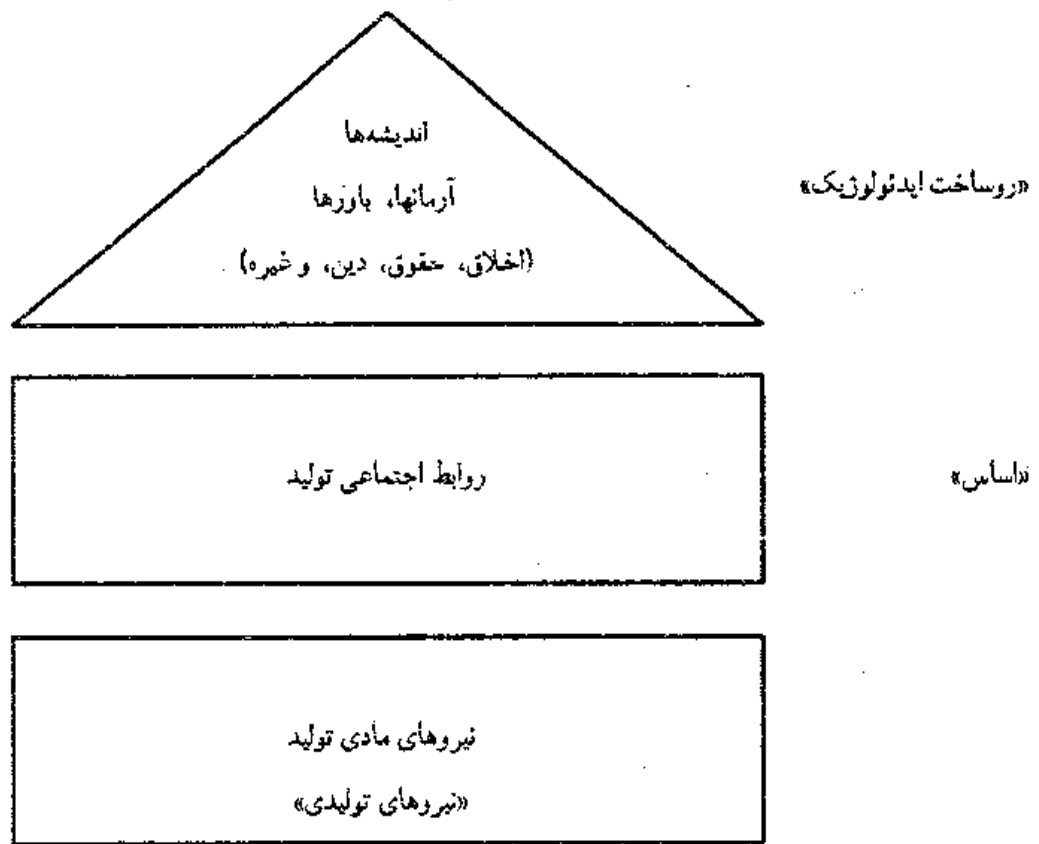 اندیشه‌ها
آرمانها، باورها
(اخلاق، حقوق، دین، و غیره)
«روساخت ایدئولوژیک»
روابط اجتماعی تولید
«اساس»
نیروهای مادی تولید
«نیروهای تولیدی»